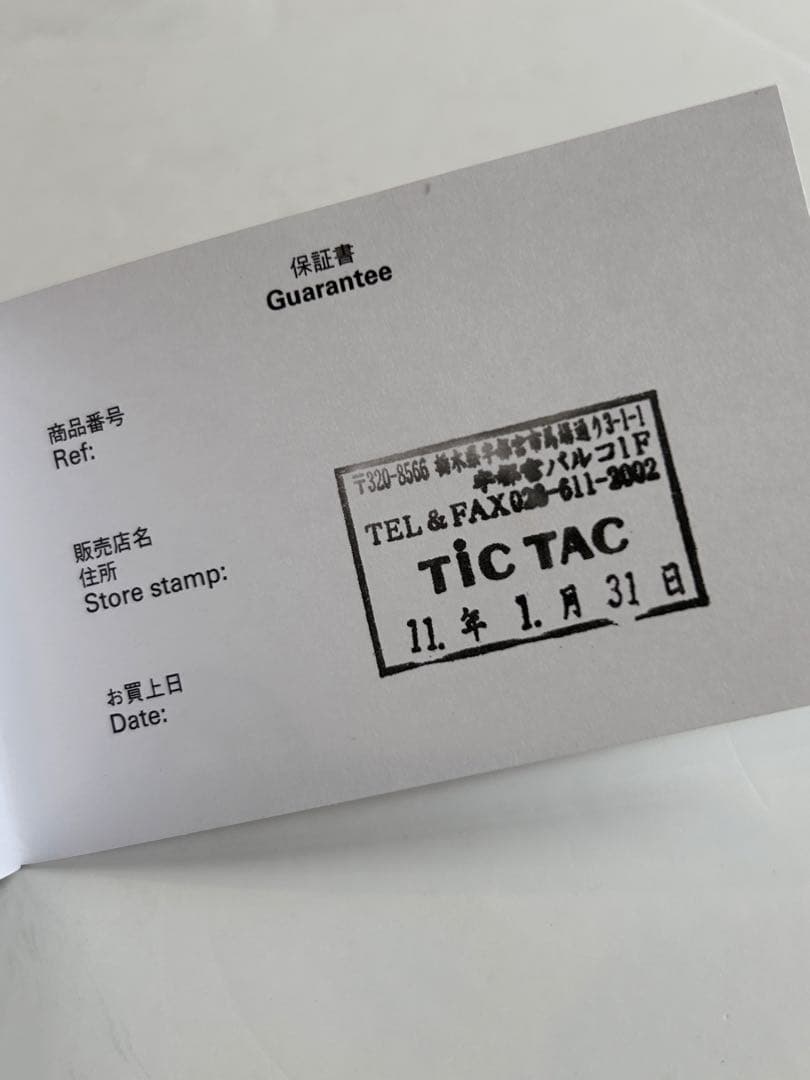 保証書
Guarantee
商品番号
Ref:
販売店名
住所
Store stamp:
お買上日
Date:
〒320-8566 栃木県宇都宮市馬場通り3-1-1
宇都宮パルコ1F
TEL&FAX028-611-2002
TiC TAC
11. 年 1. 月 31 日